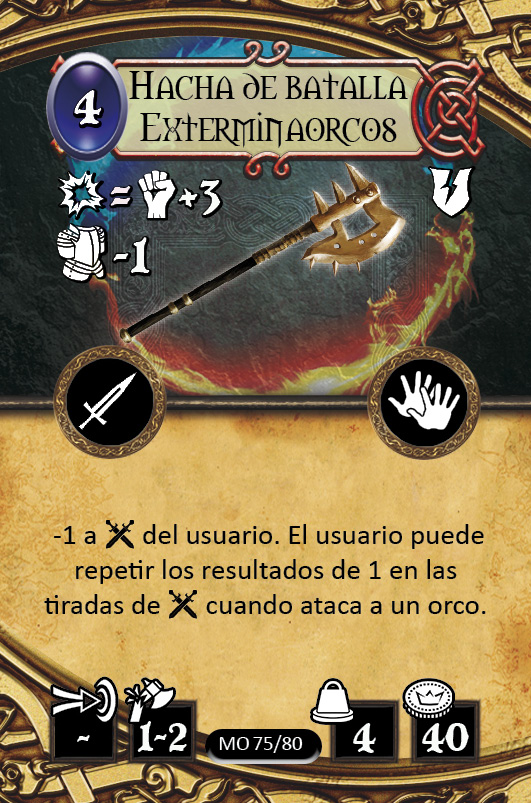 4
HACHA DE BATALLA
EXTERMINAORCOS
= +3
-1
-1 a del usuario. El usuario puede
repetir los resultados de 1 en las
tiradas de cuando ataca a un orco.
- 1-2 MO 75/80 4 40